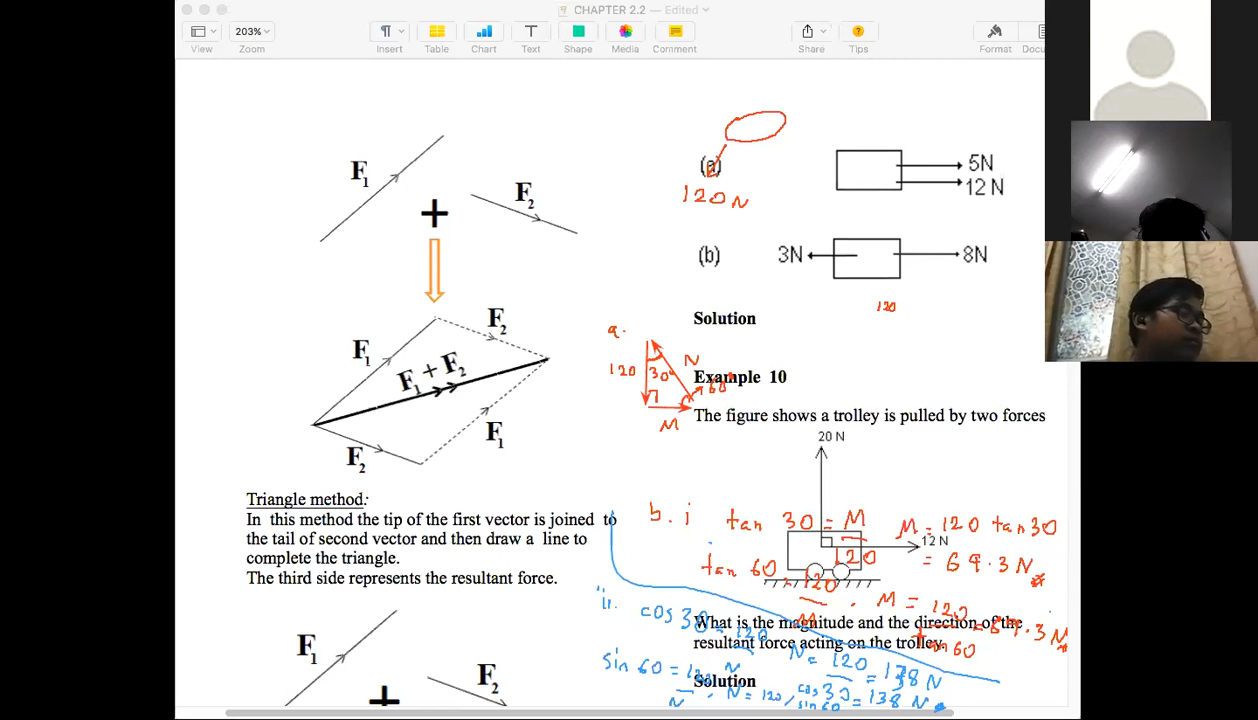 CHAPTER 2.2 — Edited
203%
View Zoom Insert Table Chart Text Shape Media Comment Share Tips Format
F1
+
F2
F1
F2
F1 + F2
F2
F1
Triangle method:
In this method the tip of the first vector is joined to
the tail of second vector and then draw a line to
complete the triangle.
The third side represents the resultant force.
F1
+
F2
(a)
120 N
5N
12 N
(b)
3N
8N
120
Solution
a.
120
30°
N
60°
M
Example 10
The figure shows a trolley is pulled by two forces
20 N
12 N
b. i tan 30 = M/120
M = 120 tan 30
= 69.3 N
tan 60 = 120/M . M = 120/tan 60 = 69.3 N
What is the magnitude and the direction of the
resultant force acting on the trolley.
ii. cos 30 = 120/N
N = 120/cos 30 = 138 N
sin 60 = 120/N . N = 120/sin 60 = 138 N
Solution